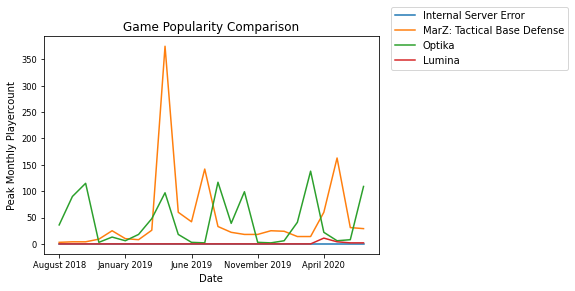 Game Popularity Comparison
Peak Monthly Playercount
350
300
250
200
150
100
50
0
August 2018
January 2019
June 2019
November 2019
April 2020
Date
Internal Server Error
MarZ: Tactical Base Defense
Optika
Lumina